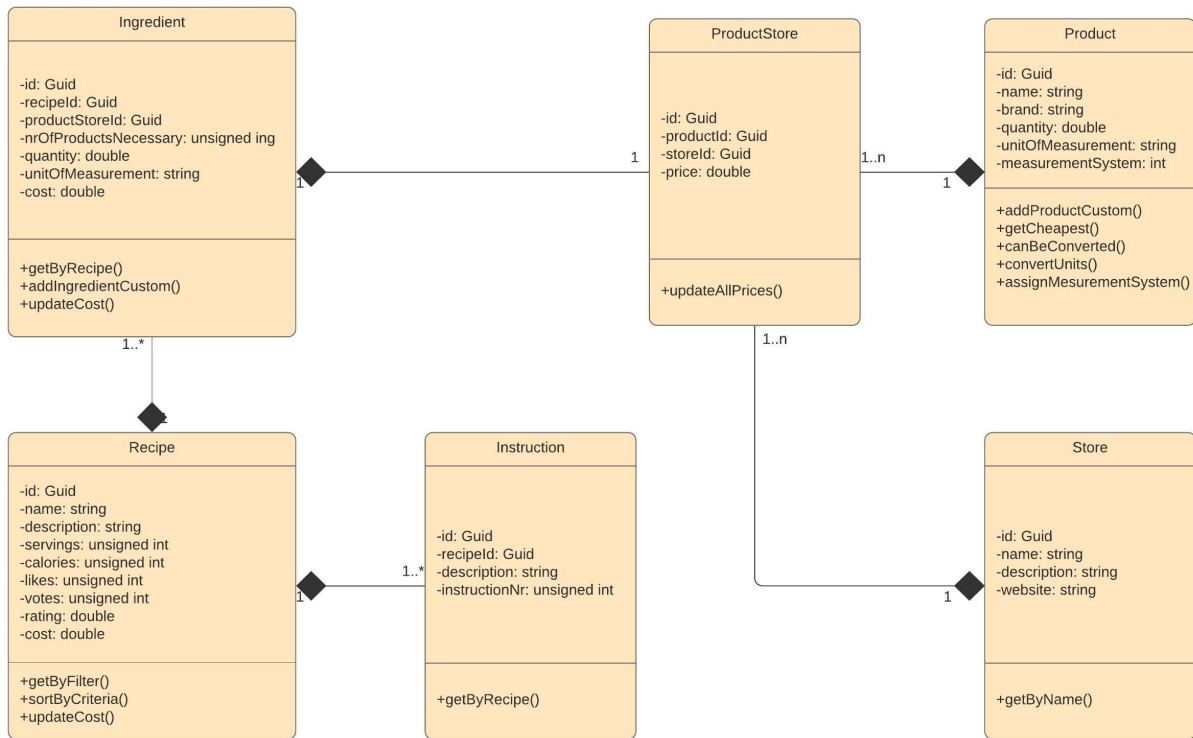 Ingredient
-id: Guid
-recipeId: Guid
-productStoreId: Guid
-nrOfProductsNecessary: unsigned ing
-quantity: double
-unitOfMeasurement: string
-cost: double
+getByRecipe()
+addIngredientCustom()
+updateCost()
1
1
ProductStore
-id: Guid
-productId: Guid
-storeId: Guid
-price: double
+updateAllPrices()
1..n
1
Product
-id: Guid
-name: string
-brand: string
-quantity: double
-unitOfMeasurement: string
-measurementSystem: int
+addProductCustom()
+getCheapest()
+canBeConverted()
+convertUnits()
+assignMesurementSystem()
1..*
1
1..n
1
Recipe
-id: Guid
-name: string
-description: string
-servings: unsigned int
-calories: unsigned int
-likes: unsigned int
-votes: unsigned int
-rating: double
-cost: double
+getByFilter()
+sortByCriteria()
+updateCost()
1
1..*
Instruction
-id: Guid
-recipeId: Guid
-description: string
-instructionNr: unsigned int
+getByRecipe()
Store
-id: Guid
-name: string
-description: string
-website: string
+getByName()